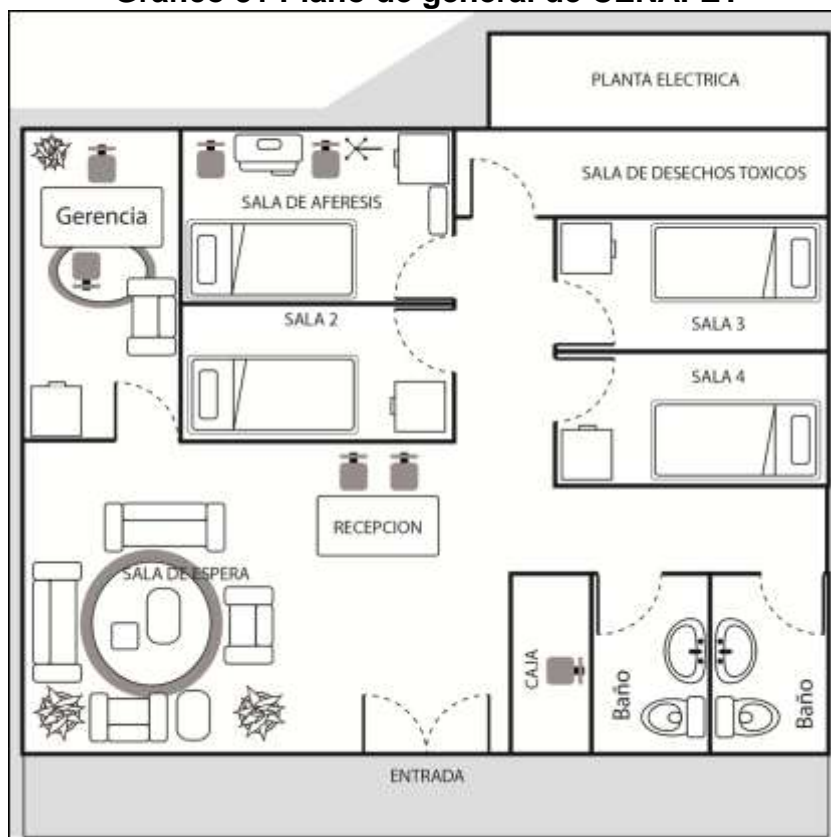 PLANTA ELECTRICA
SALA DE DESECHOS TOXICOS
Gerencia
SALA DE AFERESIS
SALA 2
SALA 3
SALA 4
RECEPCION
SALA DE ESPERA
CAJA
Baño
Baño
ENTRADA